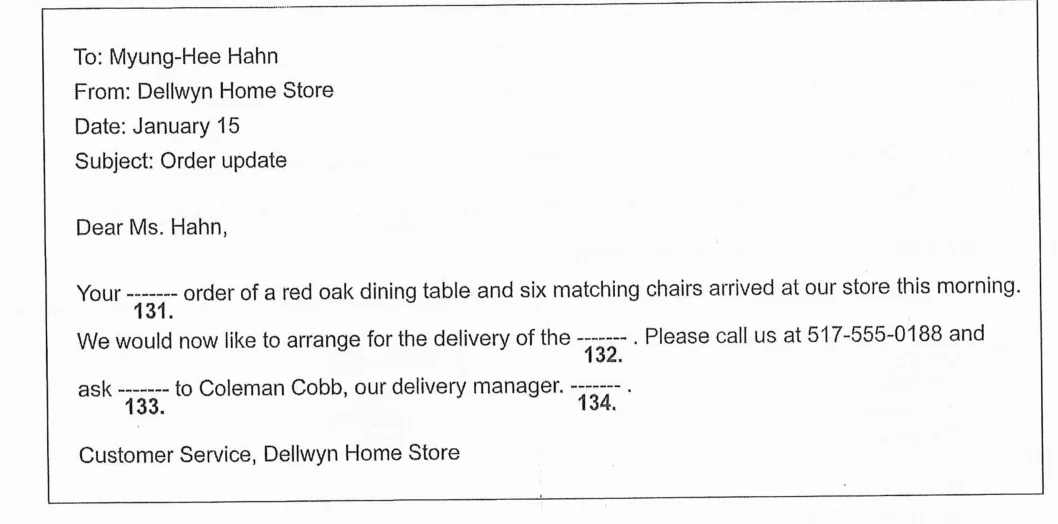 To: Myung-Hee Hahn
From: Dellwyn Home Store
Date: January 15
Subject: Order update
Dear Ms. Hahn,
Your ------- order of a red oak dining table and six matching chairs arrived at our store this morning.
131.
We would now like to arrange for the delivery of the ------- . Please call us at 517-555-0188 and
132.
ask ------- to Coleman Cobb, our delivery manager. ------- .
133. 134.
Customer Service, Dellwyn Home Store